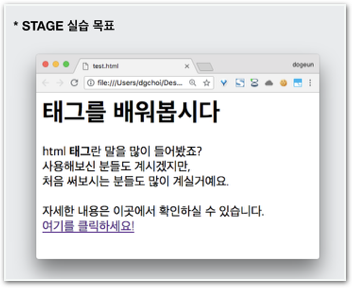 * STAGE 실습 목표
test.html
dogeun
file:///Users/dgchoi/Des...
태그를 배워봅시다
html 태그란 말을 많이 들어봤죠?
사용해보신 분들도 계시겠지만,
처음 써보시는 분들도 많이 계실거예요.
자세한 내용은 이곳에서 확인하실 수 있습니다.
여기를 클릭하세요!